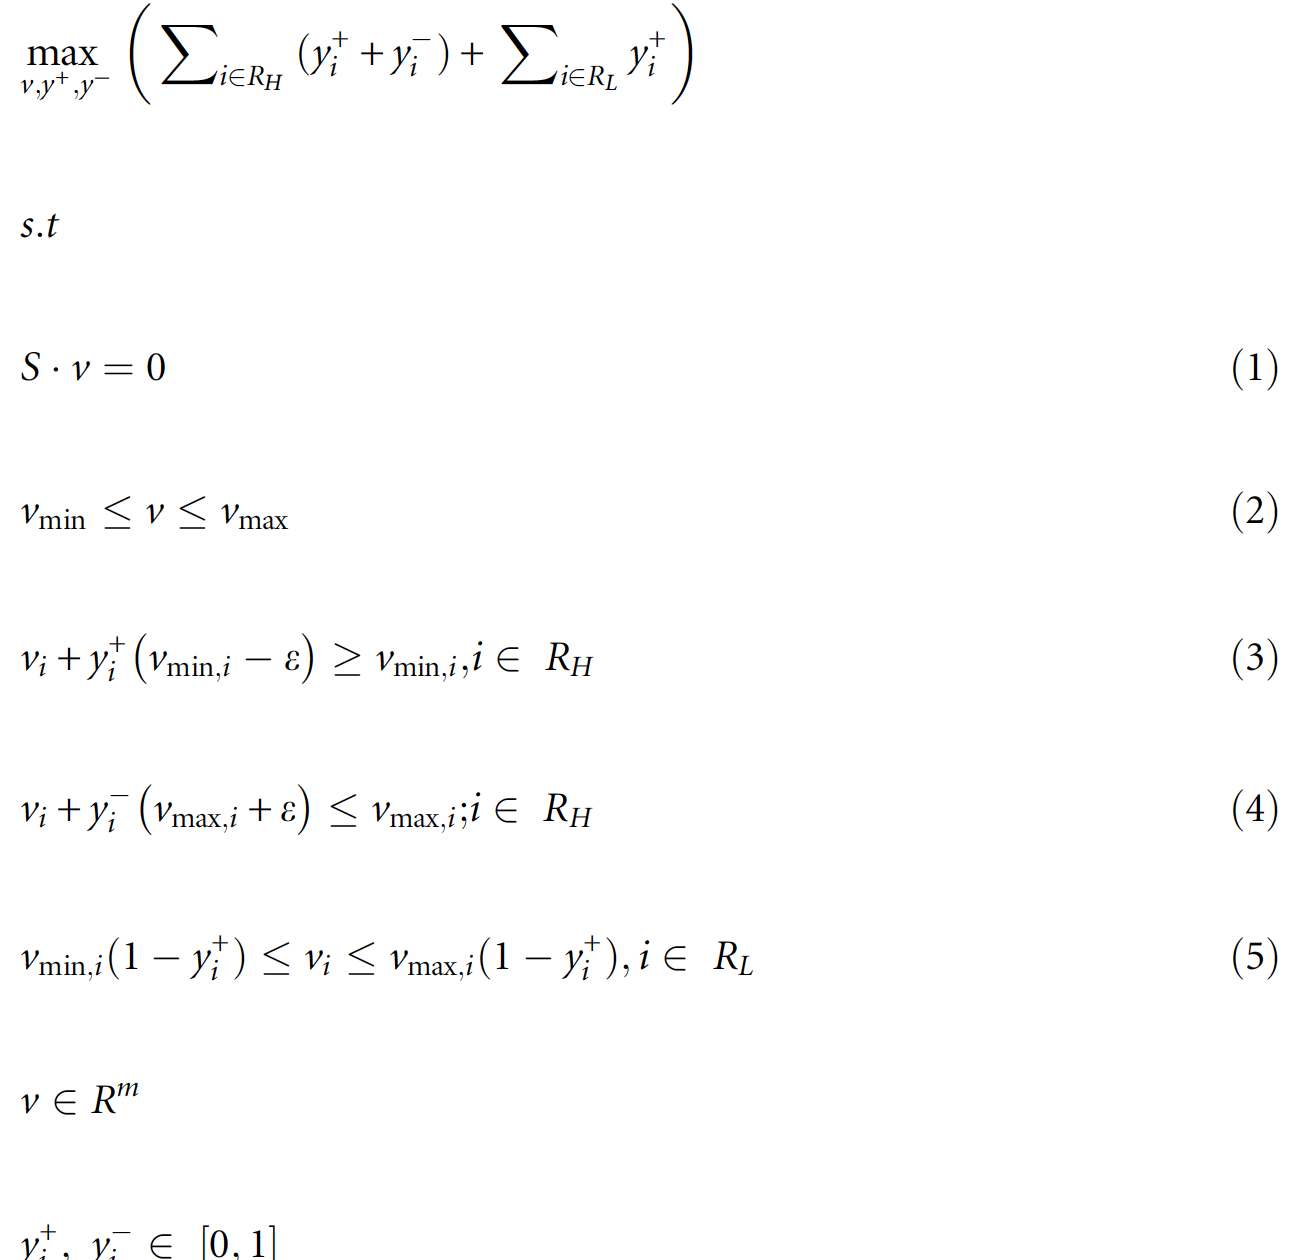 max_{v,y⁺,y⁻} ( ∑_{i∈R_H} (y_i⁺ + y_i⁻) + ∑_{i∈R_L} y_i⁺ )
s.t
S · v = 0 (1)
v_min ≤ v ≤ v_max (2)
v_i + y_i⁺(v_{min,i} − ε) ≥ v_{min,i}, i ∈ R_H (3)
v_i + y_i⁻(v_{max,i} + ε) ≤ v_{max,i}; i ∈ R_H (4)
v_{min,i}(1 − y_i⁺) ≤ v_i ≤ v_{max,i}(1 − y_i⁺), i ∈ R_L (5)
v ∈ R^m
y_i⁺, y_i⁻ ∈ [0, 1]